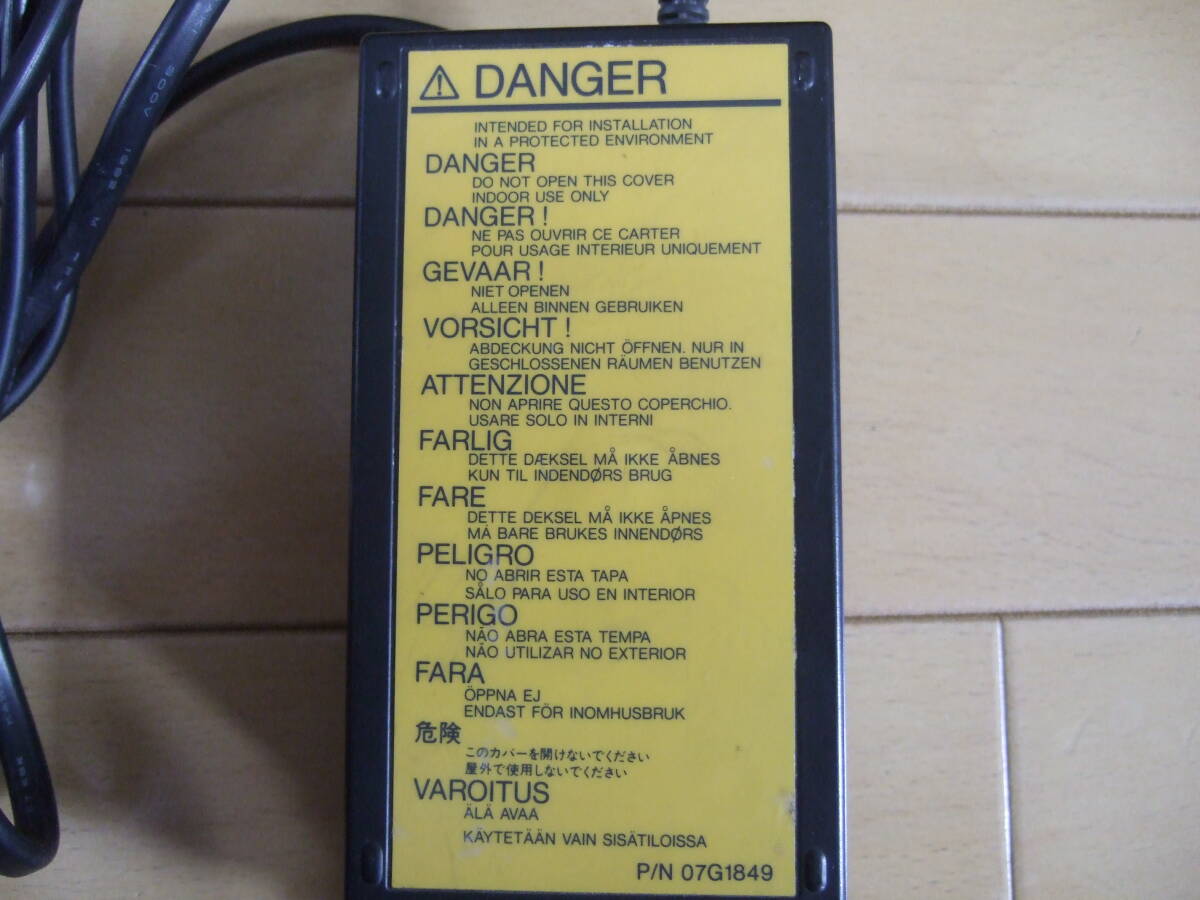 ⚠ DANGER
INTENDED FOR INSTALLATION
IN A PROTECTED ENVIRONMENT
DANGER
DO NOT OPEN THIS COVER
INDOOR USE ONLY
DANGER !
NE PAS OUVRIR CE CARTER
POUR USAGE INTERIEUR UNIQUEMENT
GEVAAR !
NIET OPENEN
ALLEEN BINNEN GEBRUIKEN
VORSICHT !
ABDECKUNG NICHT ÖFFNEN. NUR IN
GESCHLOSSENEN RÄUMEN BENUTZEN
ATTENZIONE
NON APRIRE QUESTO COPERCHIO.
USARE SOLO IN INTERNI
FARLIG
DETTE DÆKSEL MÅ IKKE ÅBNES
KUN TIL INDENDØRS BRUG
FARE
DETTE DEKSEL MÅ IKKE ÅPNES
MÅ BARE BRUKES INNENDØRS
PELIGRO
NO ABRIR ESTA TAPA
SÅLO PARA USO EN INTERIOR
PERIGO
NÃO ABRA ESTA TEMPA
NÃO UTILIZAR NO EXTERIOR
FARA
ÖPPNA EJ
ENDAST FÖR INOMHUSBRUK
危険
このカバーを開けないでください
屋外で使用しないでください
VAROITUS
ÄLÄ AVAA
KÄYTETÄÄN VAIN SISÄTILOISSA
P/N 07G1849
300V 1992